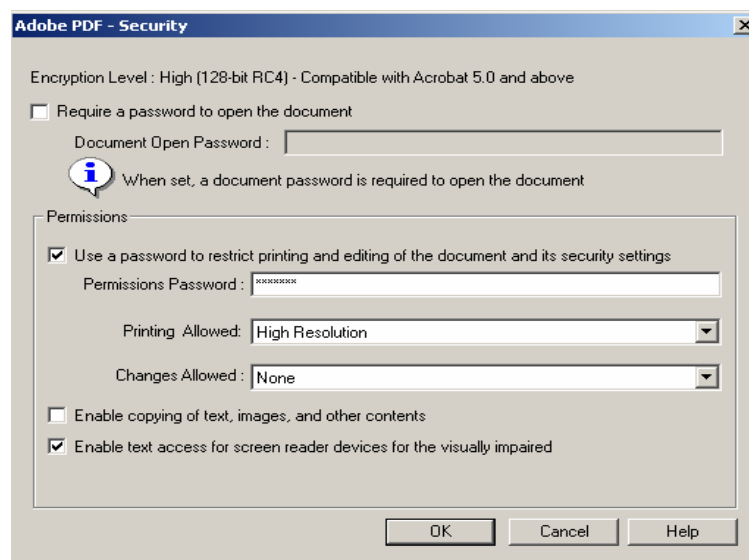 Adobe PDF - Security
Encryption Level : High (128-bit RC4) - Compatible with Acrobat 5.0 and above
Require a password to open the document
Document Open Password :
When set, a document password is required to open the document
Permissions
Use a password to restrict printing and editing of the document and its security settings
Permissions Password : *******
Printing Allowed: High Resolution
Changes Allowed : None
Enable copying of text, images, and other contents
Enable text access for screen reader devices for the visually impaired
OK Cancel Help